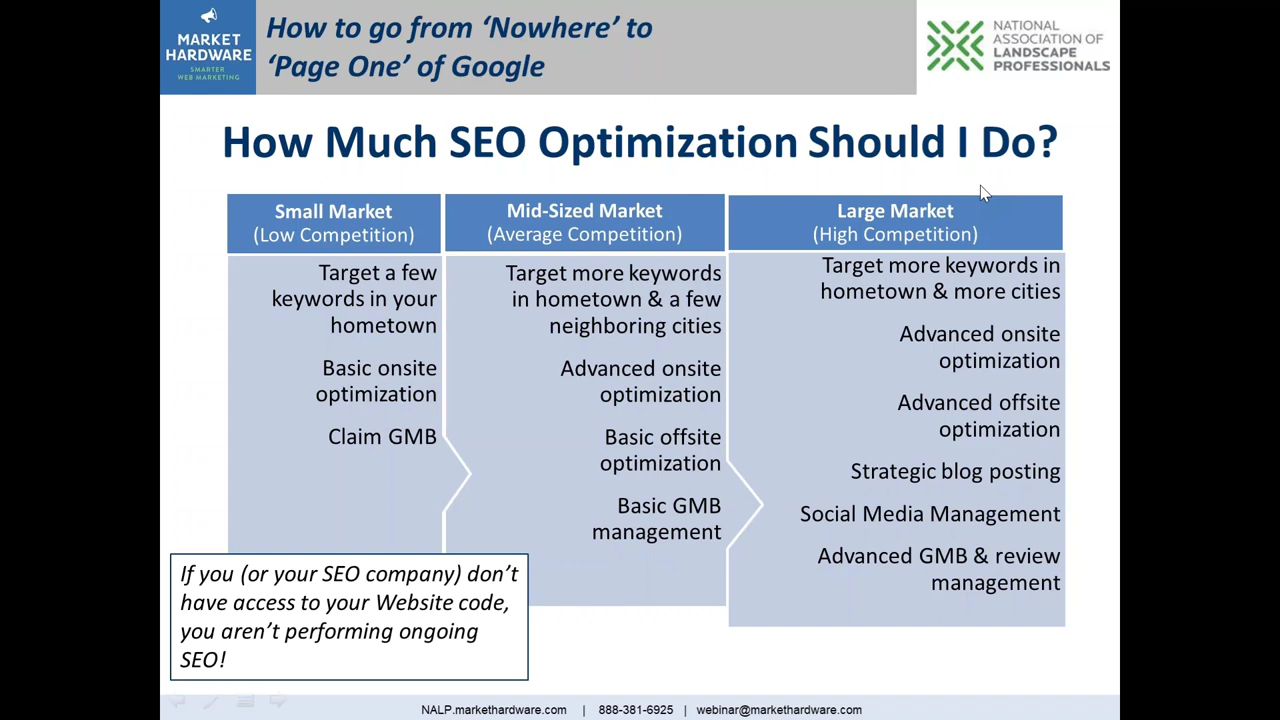 MARKET
HARDWARE
SMARTER
WEB MARKETING
How to go from ‘Nowhere’ to
‘Page One’ of Google
NATIONAL
ASSOCIATION OF
LANDSCAPE
PROFESSIONALS
How Much SEO Optimization Should I Do?
Small Market
(Low Competition)
Target a few
keywords in your
hometown
Basic onsite
optimization
Claim GMB
Mid-Sized Market
(Average Competition)
Target more keywords
in hometown & a few
neighboring cities
Advanced onsite
optimization
Basic offsite
optimization
Basic GMB
management
Large Market
(High Competition)
Target more keywords in
hometown & more cities
Advanced onsite
optimization
Advanced offsite
optimization
Strategic blog posting
Social Media Management
Advanced GMB & review
management
If you (or your SEO company) don’t
have access to your Website code,
you aren’t performing ongoing
SEO!
NALP.markethardware.com | 888-381-6925 | webinar@markethardware.com